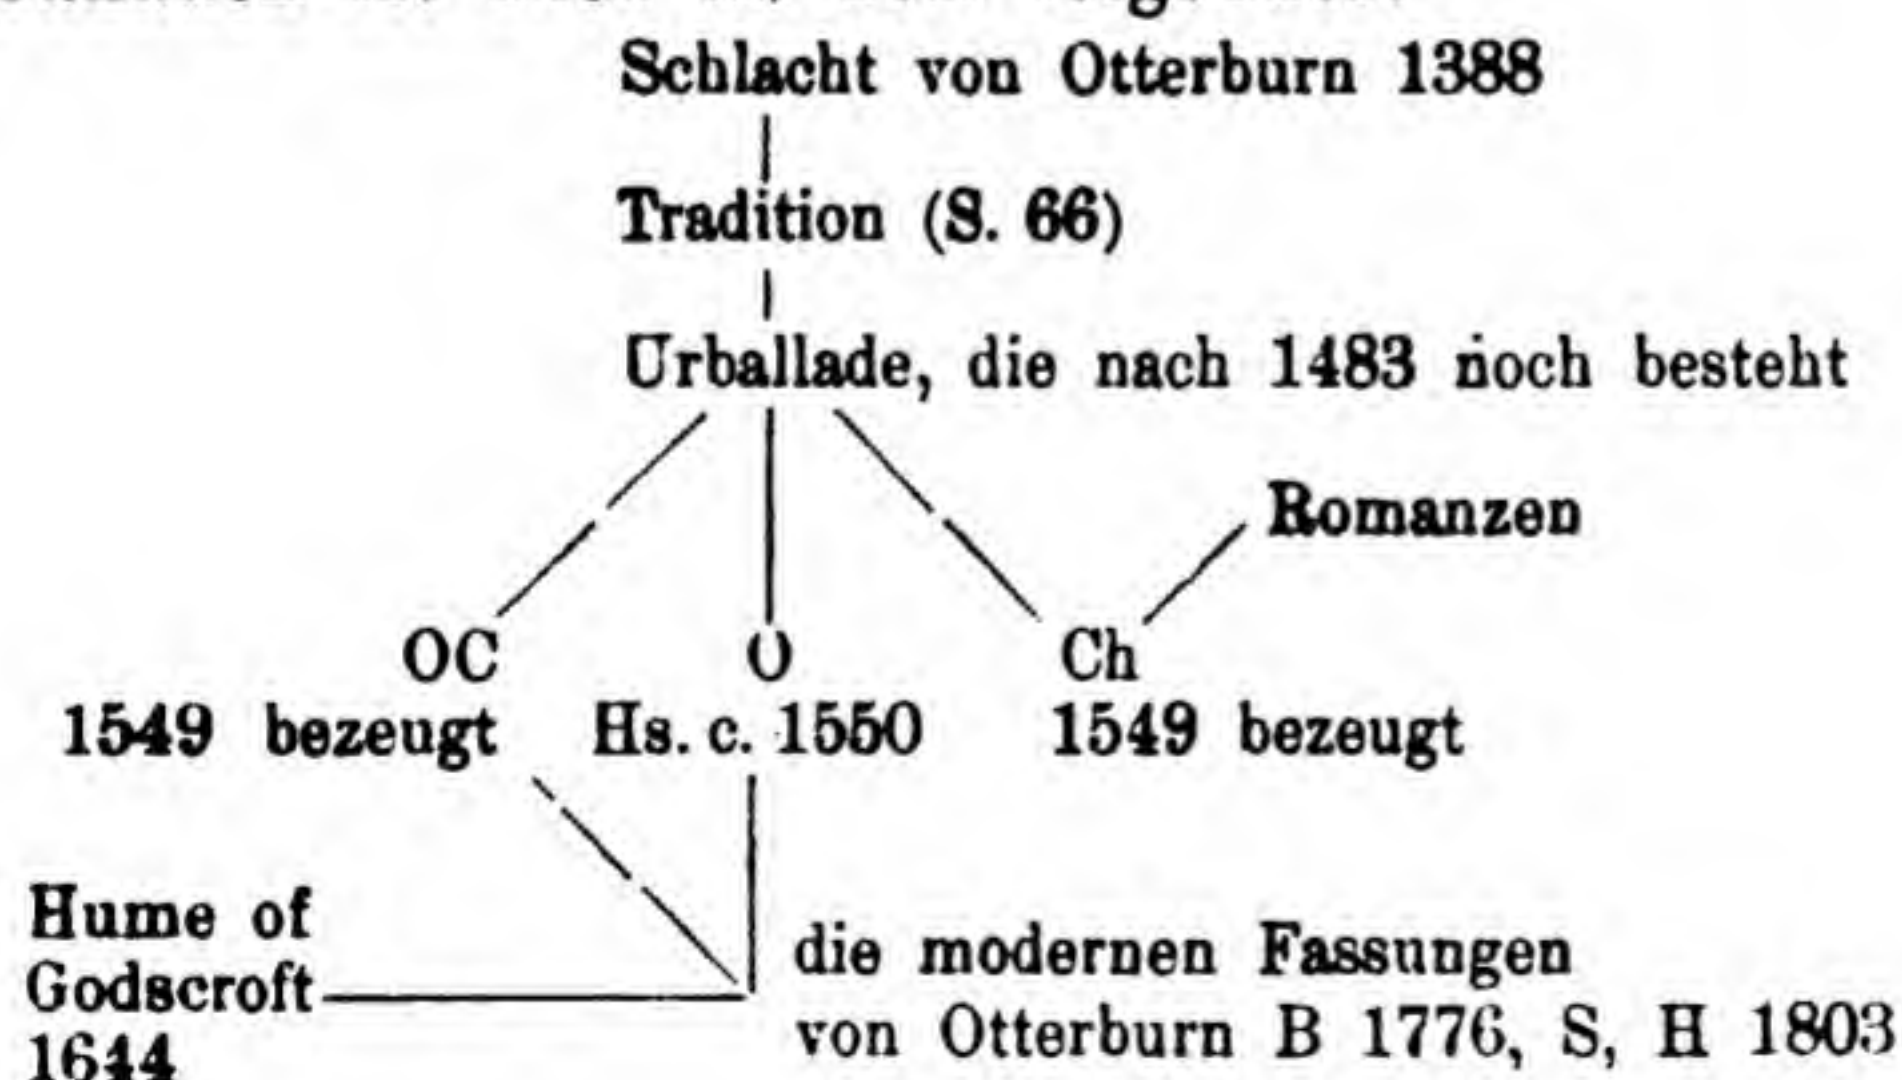 Schlacht von Otterburn 1388
Tradition (S. 66)
Urballade, die nach 1483 noch besteht
Romanzen
OC O Ch
1549 bezeugt Hs. c. 1550 1549 bezeugt
Hume of
Godscroft
1644
die modernen Fassungen
von Otterburn B 1776, S, H 1803